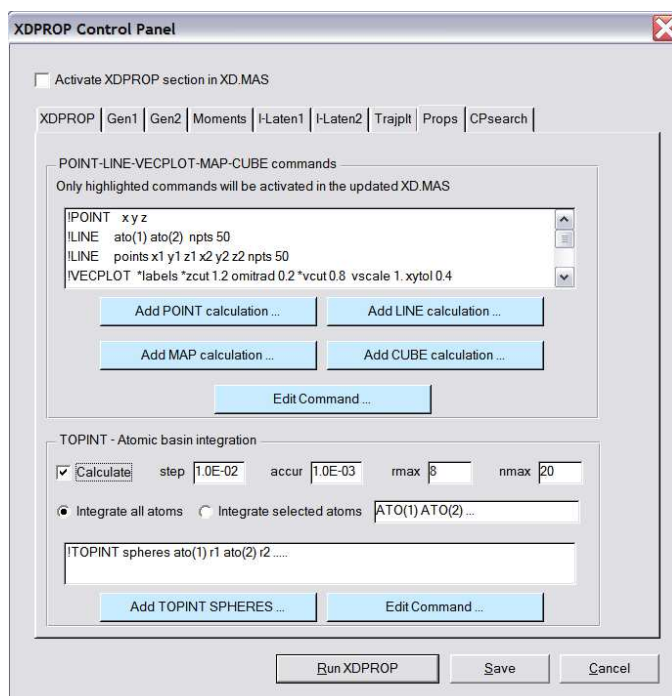 XDPROP Control Panel
Activate XDPROP section in XD.MAS
XDPROP Gen1 Gen2 Moments I-Laten1 I-Laten2 Trajplt Props CPsearch
POINT-LINE-VECPLOT-MAP-CUBE commands
Only highlighted commands will be activated in the updated XD.MAS
!POINT x y z
!LINE ato(1) ato(2) npts 50
!LINE points x1 y1 z1 x2 y2 z2 npts 50
!VECPLOT *labels *zcut 1.2 omitrad 0.2 *vcut 0.8 vscale 1. xytol 0.4
Add POINT calculation ... Add LINE calculation ...
Add MAP calculation ... Add CUBE calculation ...
Edit Command ...
TOPINT - Atomic basin integration
Calculate step 1.0E-02 accur 1.0E-03 rmax 8 nmax 20
Integrate all atoms Integrate selected atoms ATO(1) ATO(2) ...
!TOPINT spheres ato(1) r1 ato(2) r2 .....
Add TOPINT SPHERES ... Edit Command ...
Run XDPROP Save Cancel